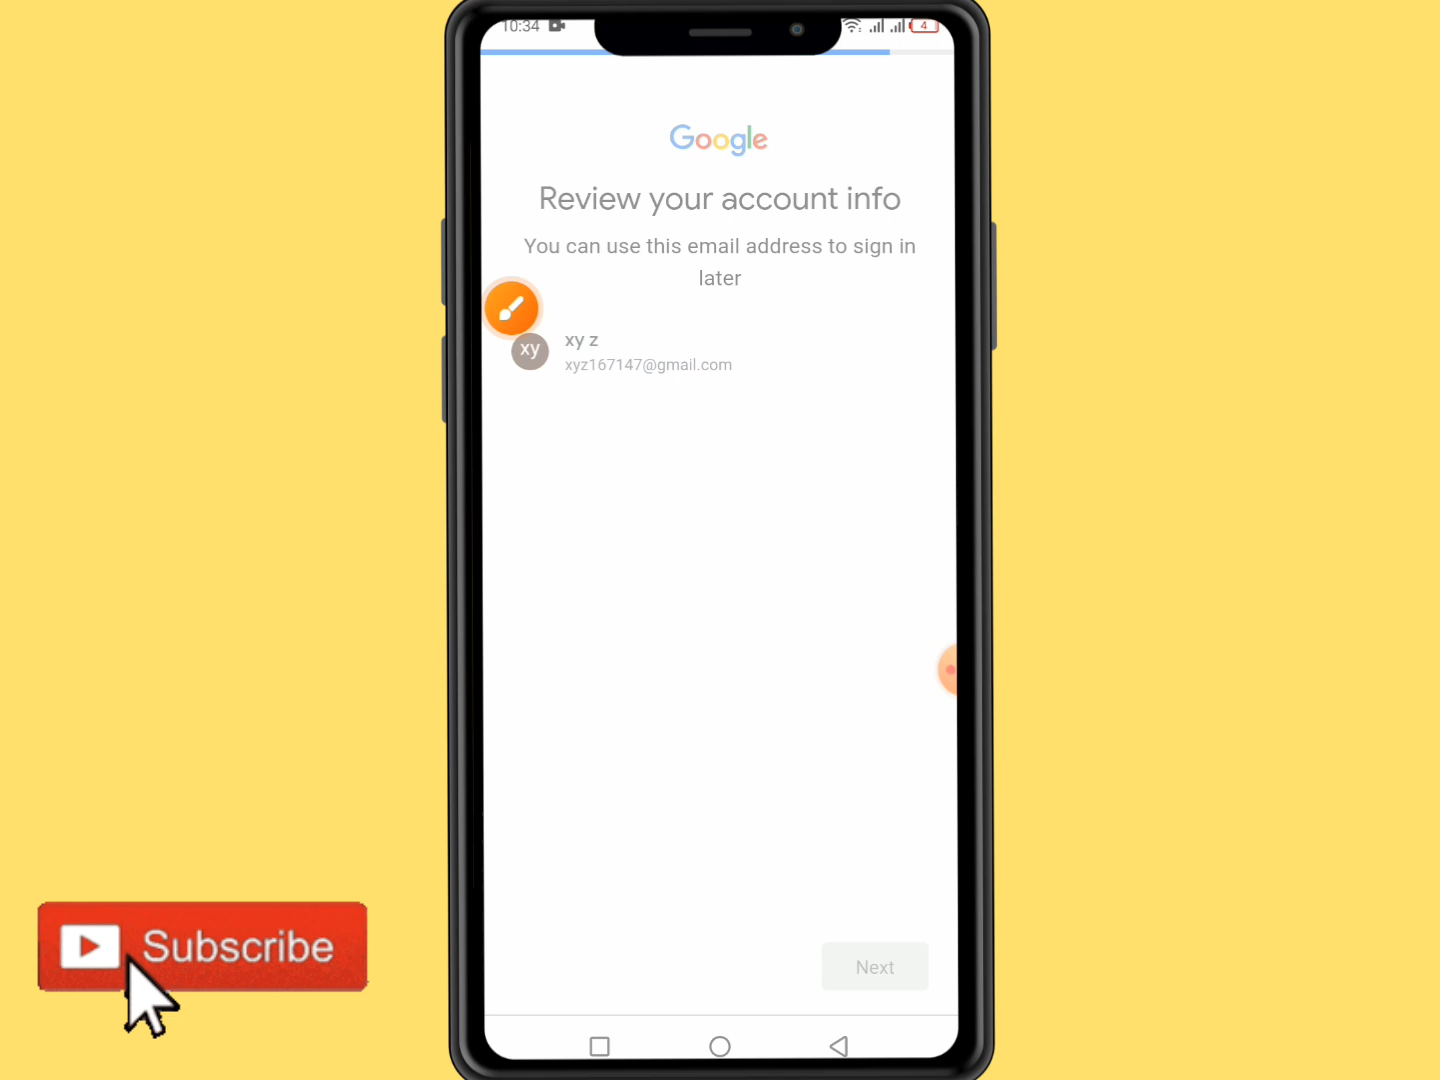 10:34
4
Google
Review your account info
You can use this email address to sign in
later
xy
xy z
xyz167147@gmail.com
Next
Subscribe